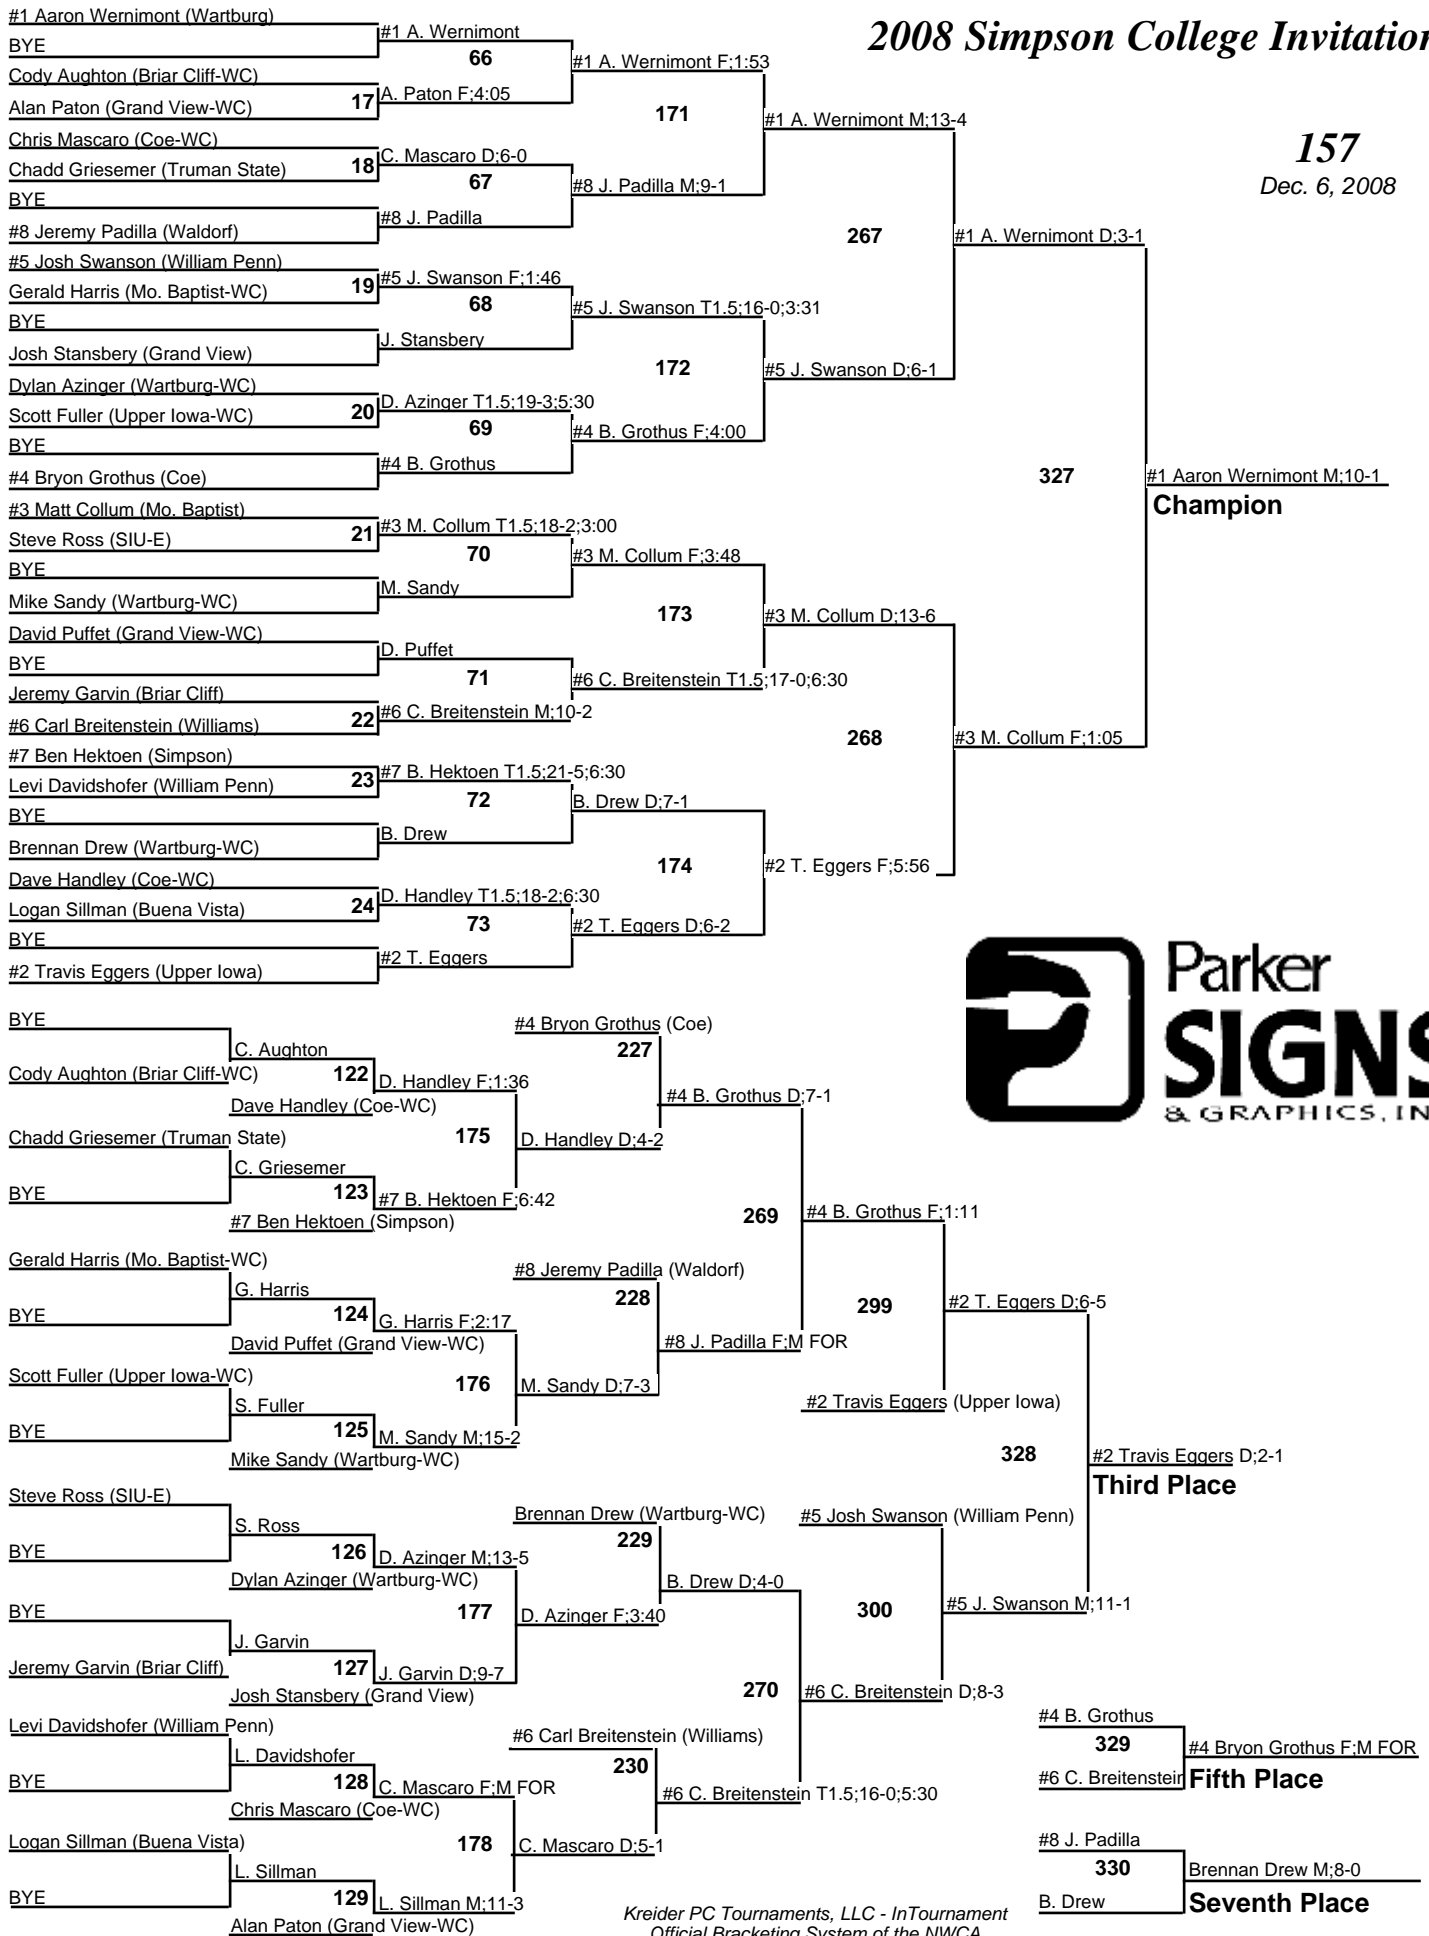 2008 Simpson College Invitation
157
Dec. 6, 2008
#1 Aaron Wernimont (Wartburg)
BYE
Cody Aughton (Briar Cliff-WC)
Alan Paton (Grand View-WC)
Chris Mascaro (Coe-WC)
Chadd Griesemer (Truman State)
BYE
#8 Jeremy Padilla (Waldorf)
#5 Josh Swanson (William Penn)
Gerald Harris (Mo. Baptist-WC)
BYE
Josh Stansbery (Grand View)
Dylan Azinger (Wartburg-WC)
Scott Fuller (Upper Iowa-WC)
BYE
#4 Bryon Grothus (Coe)
#3 Matt Collum (Mo. Baptist)
Steve Ross (SIU-E)
BYE
Mike Sandy (Wartburg-WC)
David Puffet (Grand View-WC)
BYE
Jeremy Garvin (Briar Cliff)
#6 Carl Breitenstein (Williams)
#7 Ben Hektoen (Simpson)
Levi Davidshofer (William Penn)
BYE
Brennan Drew (Wartburg-WC)
Dave Handley (Coe-WC)
Logan Sillman (Buena Vista)
BYE
#2 Travis Eggers (Upper Iowa)
17
18
19
20
21
22
23
24
#1 A. Wernimont
66
A. Paton F;4:05
C. Mascaro D;6-0
67
#8 J. Padilla
#5 J. Swanson F;1:46
68
J. Stansbery
D. Azinger T1.5;19-3;5:30
69
#4 B. Grothus
#3 M. Collum T1.5;18-2;3:00
70
M. Sandy
D. Puffet
71
#6 C. Breitenstein M;10-2
#7 B. Hektoen T1.5;21-5;6:30
72
B. Drew
D. Handley T1.5;18-2;6:30
73
#2 T. Eggers
#1 A. Wernimont F;1:53
171
#8 J. Padilla M;9-1
#5 J. Swanson T1.5;16-0;3:31
172
#4 B. Grothus F;4:00
#3 M. Collum F;3:48
173
#6 C. Breitenstein T1.5;17-0;6:30
B. Drew D;7-1
174
#2 T. Eggers D;6-2
#1 A. Wernimont M;13-4
267
#5 J. Swanson D;6-1
#3 M. Collum D;13-6
268
#2 T. Eggers F;5:56
#1 A. Wernimont D;3-1
327
#3 M. Collum F;1:05
#1 Aaron Wernimont M;10-1
Champion
Parker
SIGNS
& GRAPHICS, IN
BYE
Cody Aughton (Briar Cliff-WC)
Chadd Griesemer (Truman State)
BYE
Gerald Harris (Mo. Baptist-WC)
BYE
Scott Fuller (Upper Iowa-WC)
BYE
Steve Ross (SIU-E)
BYE
BYE
Jeremy Garvin (Briar Cliff)
Levi Davidshofer (William Penn)
BYE
Logan Sillman (Buena Vista)
BYE
C. Aughton
122
Dave Handley (Coe-WC)
C. Griesemer
123
#7 Ben Hektoen (Simpson)
G. Harris
124
David Puffet (Grand View-WC)
S. Fuller
125
Mike Sandy (Wartburg-WC)
S. Ross
126
Dylan Azinger (Wartburg-WC)
J. Garvin
127
Josh Stansbery (Grand View)
L. Davidshofer
128
Chris Mascaro (Coe-WC)
L. Sillman
129
Alan Paton (Grand View-WC)
D. Handley F;1:36
175
#7 B. Hektoen F;6:42
G. Harris F;2:17
176
M. Sandy M;15-2
D. Azinger M;13-5
177
J. Garvin D;9-7
C. Mascaro F;M FOR
178
L. Sillman M;11-3
#4 Bryon Grothus (Coe)
227
D. Handley D;4-2
#8 Jeremy Padilla (Waldorf)
228
M. Sandy D;7-3
Brennan Drew (Wartburg-WC)
229
D. Azinger F;3:40
#6 Carl Breitenstein (Williams)
230
C. Mascaro D;5-1
#4 B. Grothus D;7-1
269
#8 J. Padilla F;M FOR
B. Drew D;4-0
270
#6 C. Breitenstein T1.5;16-0;5:30
#4 B. Grothus F;1:11
299
#2 Travis Eggers (Upper Iowa)
#5 Josh Swanson (William Penn)
300
#6 C. Breitenstein D;8-3
#2 T. Eggers D;6-5
328
#5 J. Swanson M;11-1
#2 Travis Eggers D;2-1
Third Place
#4 B. Grothus
329
#6 C. Breitenstein
#4 Bryon Grothus F;M FOR
Fifth Place
#8 J. Padilla
330
B. Drew
Brennan Drew M;8-0
Seventh Place
Kreider PC Tournaments, LLC - InTournament
Official Bracketing System of the NWCA